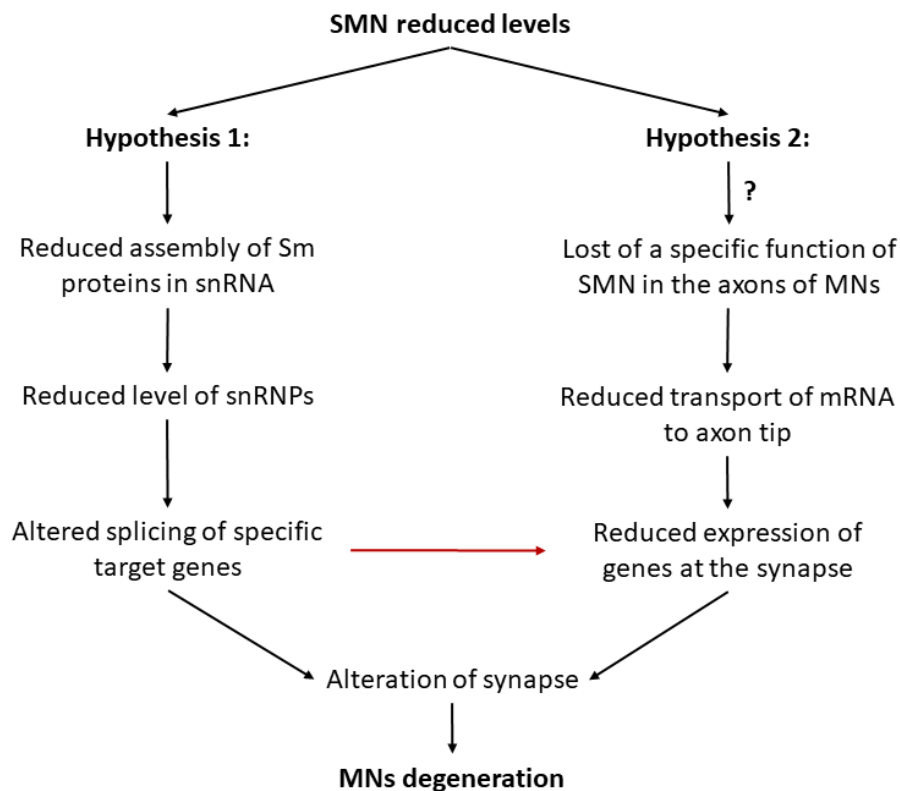 SMN reduced levels
Hypothesis 1:
Hypothesis 2:
?
Reduced assembly of Sm
proteins in snRNA
Lost of a specific function of
SMN in the axons of MNs
Reduced level of snRNPs
Reduced transport of mRNA
to axon tip
Altered splicing of specific
target genes
Reduced expression of
genes at the synapse
Alteration of synapse
MNs degeneration